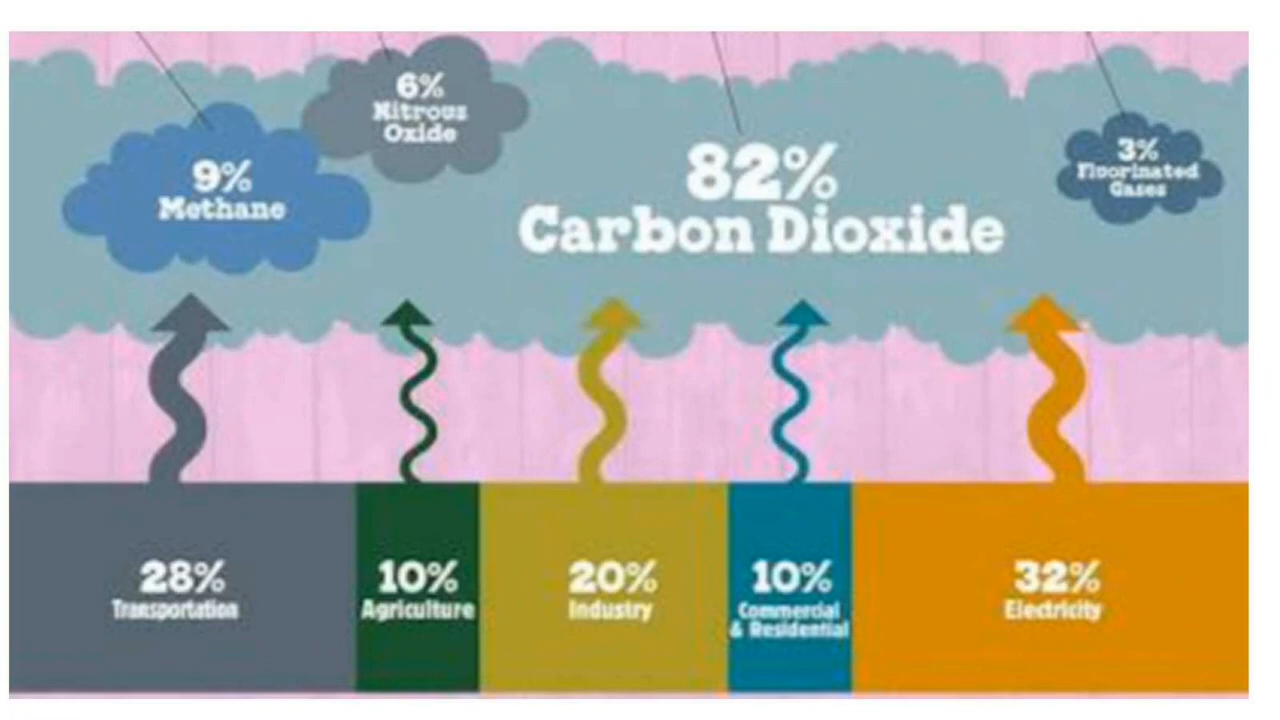 6%
Nitrous
Oxide
9%
Methane
82%
Carbon Dioxide
3%
Fluorinated
Gases
28%
Transportation
10%
Agriculture
20%
Industry
10%
Commercial
& Residential
32%
Electricity